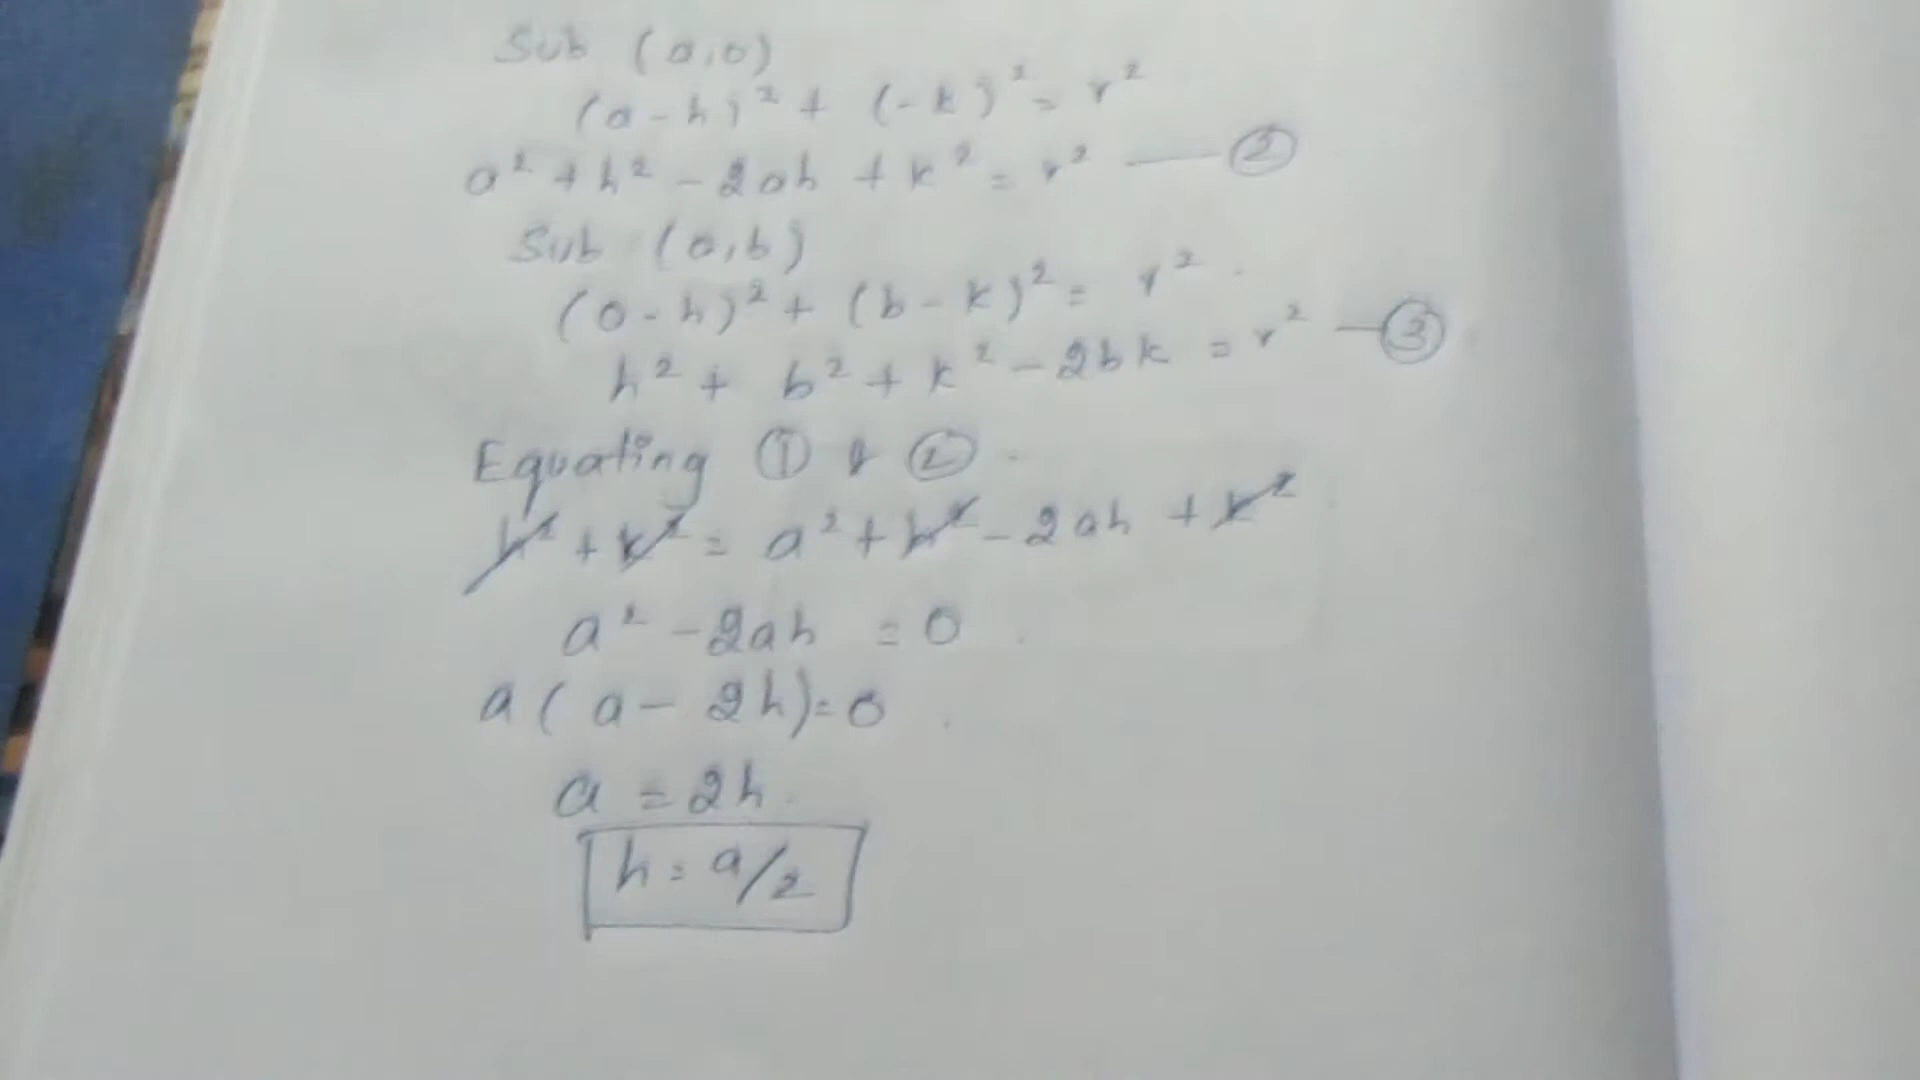 Sub (a,0)
(a-h)² + (-k)² = r²
a² + h² - 2ah + k² = r² — ②
Sub (0,b)
(0-h)² + (b-k)² = r².
h² + b² + k² - 2bk = r² — ③
Equating ① & ②.
h² + k² = a² + h² - 2ah + k²
a² - 2ah = 0.
a(a - 2h) = 0.
a = 2h.
h = a/2